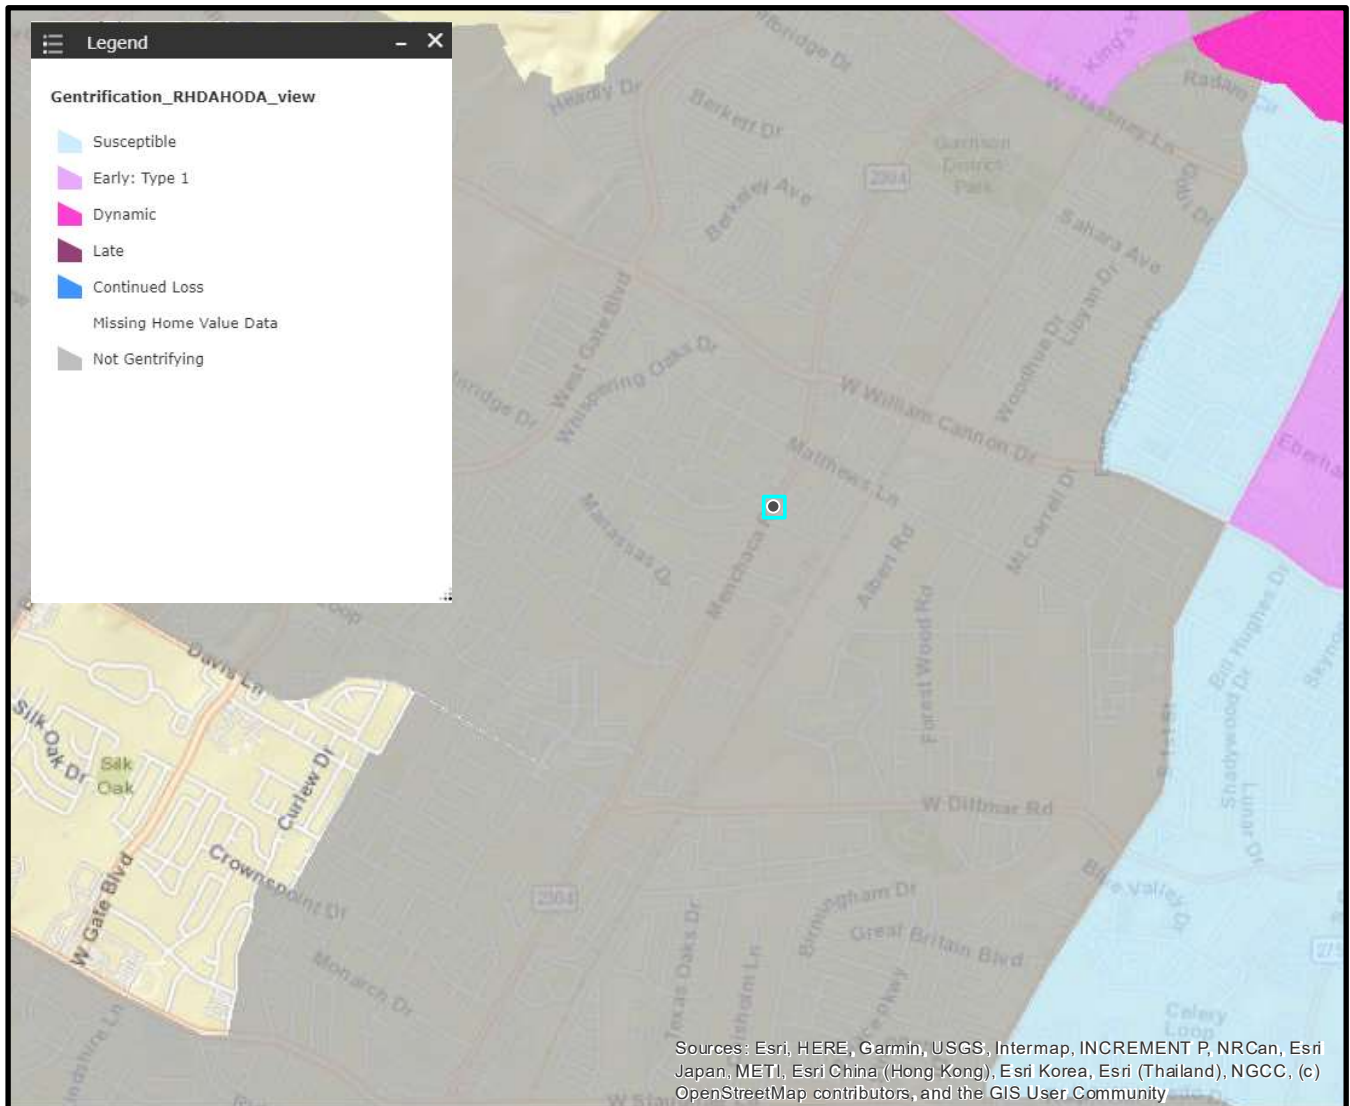 Legend
Gentrification_RHDAHODA_view
Susceptible
Early: Type 1
Dynamic
Late
Continued Loss
Missing Home Value Data
Not Gentrifying
Headly Dr
Berkett Dr
Berkeley Ave
2304
Garrison
District
Park
W Stassney Ln
King's
Radam Cir
Sahara Ave
Libyan Dr
Woodhue Dr
West Gate Blvd
Whispering Oaks Dr
W William Cannon Dr
Matthews Ln
Manassas Dr
Menchaca
Albert Rd
Mt Carrell Dr
Forest Wood Rd
Bill Hughes Dr
Shadywood Dr
Loop
Davis Ln
Silk Oak Dr
Silk
Oak
Curlew Dr
Crownspoint Dr
W Gate Blvd
W Dittmar Rd
2304
Monarch Dr
Birmingham Dr
Great Britain Blvd
Texas Oaks Dr
Chisholm Ln
Blue Valley Dr
Celery
Loop
Sources: Esri, HERE, Garmin, USGS, Intermap, INCREMENT P, NRCan, Esri
Japan, METI, Esri China (Hong Kong), Esri Korea, Esri (Thailand), NGCC, (c)
OpenStreetMap contributors, and the GIS User Community